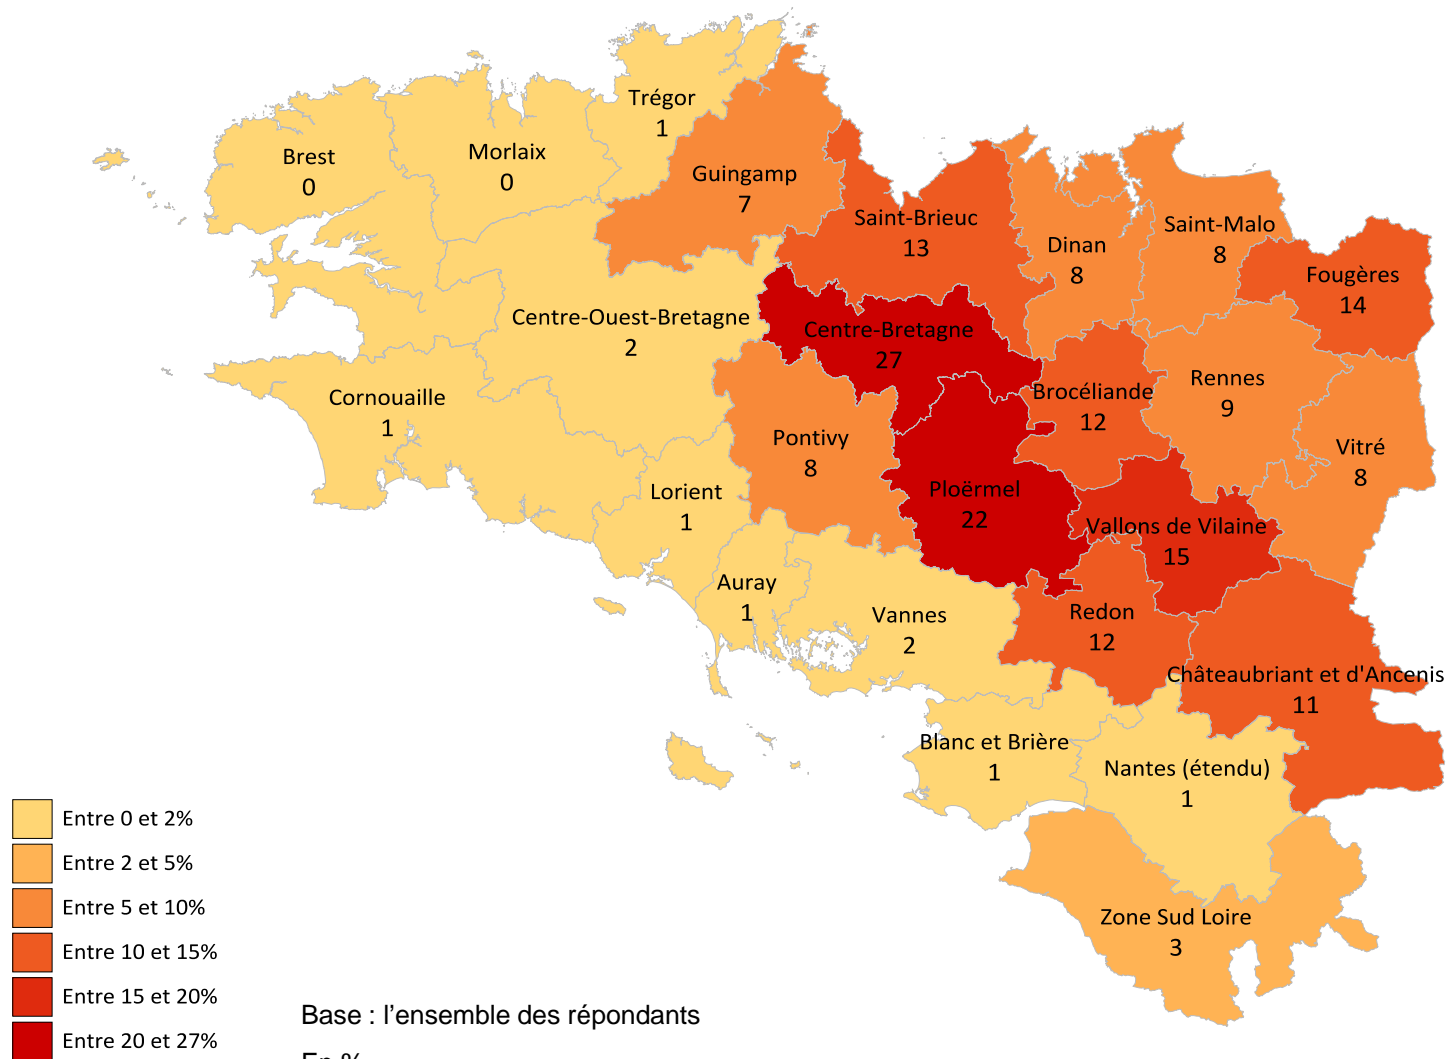 Trégor
1
Brest
0
Morlaix
0
Guingamp
7
Saint-Brieuc
13
Dinan
8
Saint-Malo
8
Fougères
14
Centre-Ouest-Bretagne
2
Centre-Bretagne
27
Brocéliande
12
Rennes
9
Cornouaille
1
Pontivy
8
Vitré
8
Lorient
1
Ploërmel
22
Vallons de Vilaine
15
Auray
1
Vannes
2
Redon
12
Châteaubriant et d'Ancenis
11
Blanc et Brière
1
Nantes (étendu)
1
Zone Sud Loire
3
Entre 0 et 2%
Entre 2 et 5%
Entre 5 et 10%
Entre 10 et 15%
Entre 15 et 20%
Entre 20 et 27%
Base : l’ensemble des répondants
En %